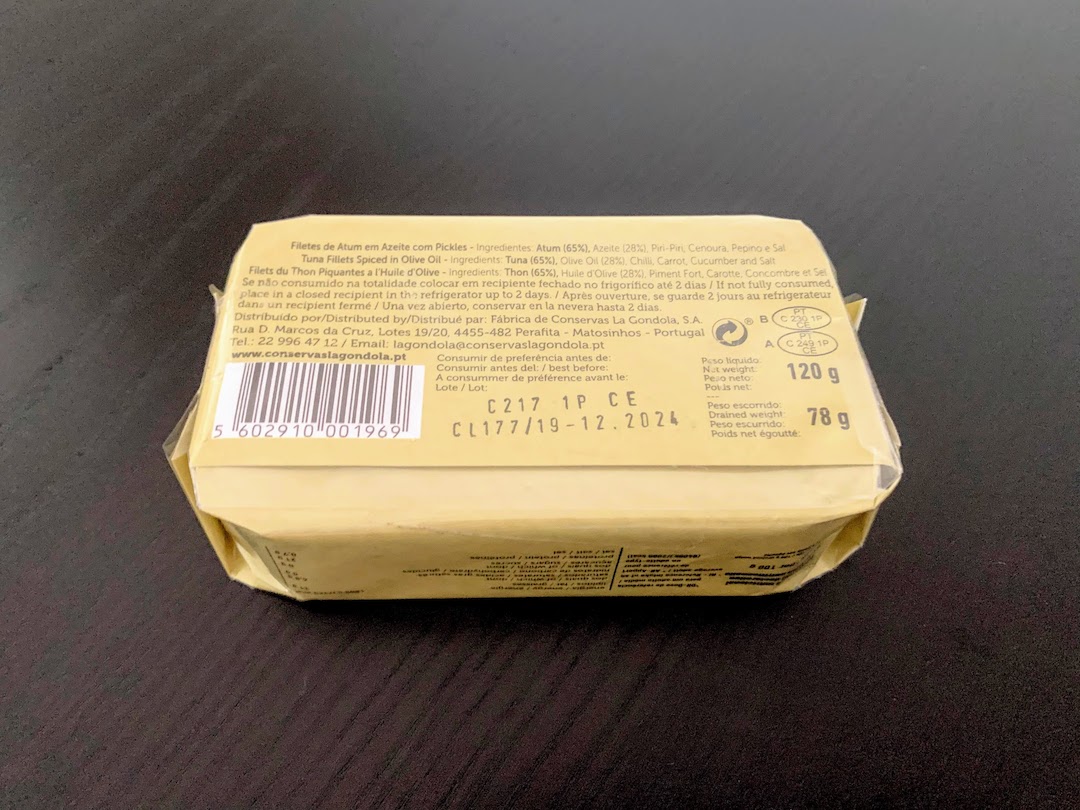 Filetes de Atum em Azeite com Pickles - Ingredientes: Atum (65%), Azeite (28%), Piri-Piri, Cenoura, Pepino e Sal
Tuna Fillets Spiced in Olive Oil - Ingredients: Tuna (65%), Olive Oil (28%), Chilli, Carrot, Cucumber and Salt
Filets du Thon Piquantes a l'Huile d'Olive - Ingredients: Thon (65%), Huile d'Olive (28%), Piment Fort, Carotte, Concombre et Sel
Se não consumido na totalidade colocar em recipiente fechado no frigorífico até 2 dias / If not fully consumed,
place in a closed recipient in the refrigerator up to 2 days. / Après ouverture, se guarde 2 jours au refrigerateur
dans un recipient fermé / Una vez abierto, conservar en la nevera hasta 2 dias.
Distribuído por/Distributed by/Distribué par: Fábrica de Conservas La Gondola, S.A.
Rua D. Marcos da Cruz, Lotes 19/20, 4455-482 Perafita - Matosinhos - Portugal
Tel.: 22 996 47 12 / Email: lagondola@conservaslagondola.pt
www.conservaslagondola.pt
®
B PT C 230 1P CE
A PT C 249 1P CE
Consumir de preferência antes de:
Consumir antes del: / best before:
A consummer de préférence avant le:
Lote / Lot:
C217 1P CE
CL177/19-12.2024
5 602910 001969
Peso líquido:
Net weight:
Peso neto:
Poids net:
120 g
----
Peso escorrido:
Drained weight:
Peso escurrido:
Poids net égoutté:
78 g
energia / energy / énergie
sal / salt / sel
por 100 g